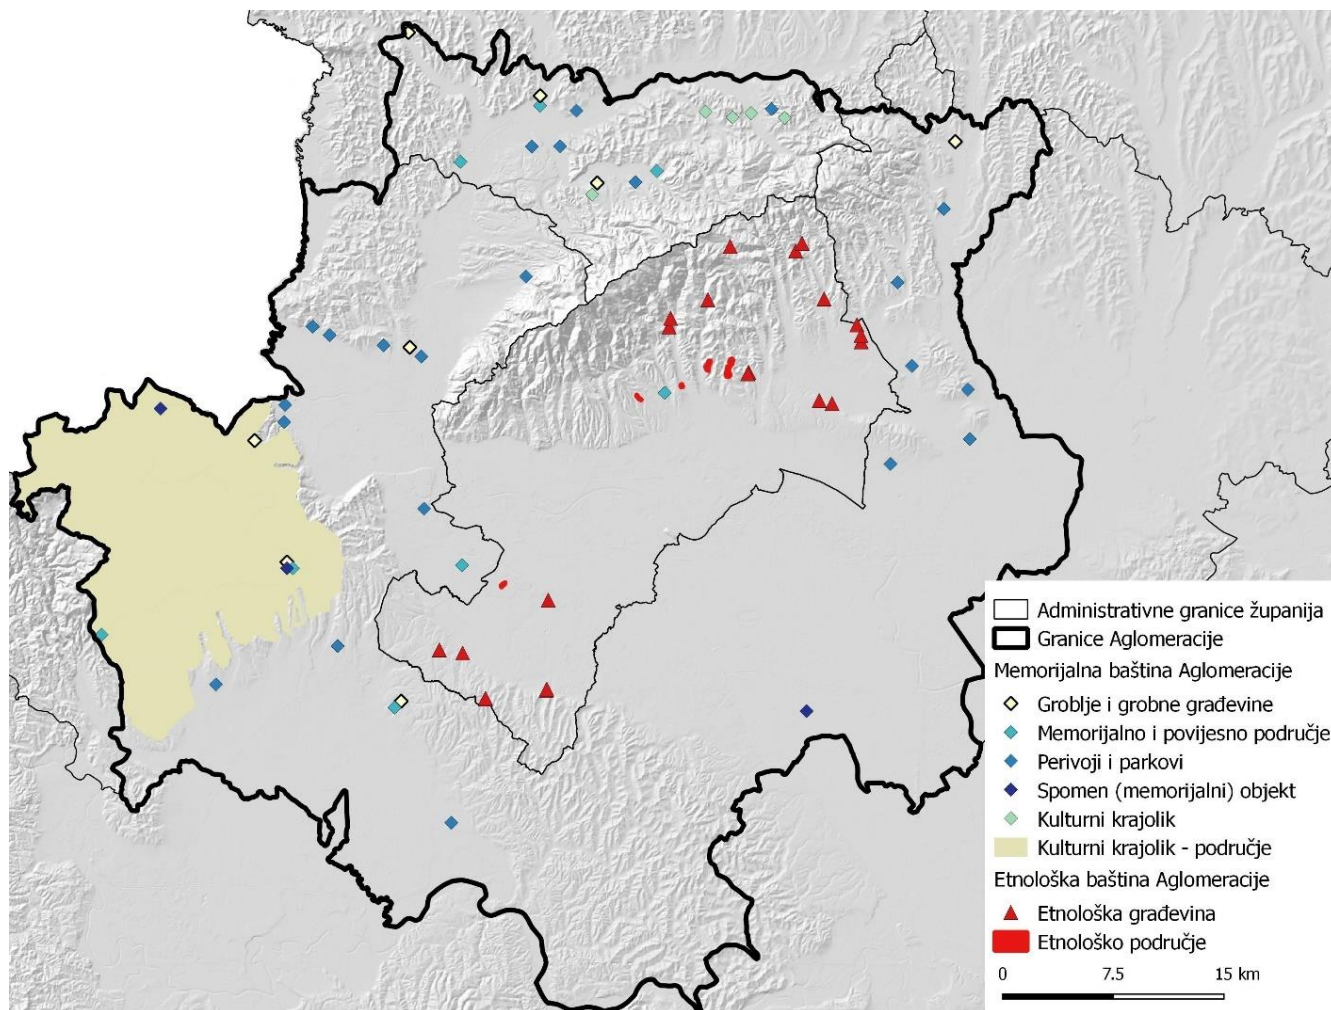 Administrativne granice županija
Granice Aglomeracije
Memorijalna baština Aglomeracije
Groblje i grobne građevine
Memorijalno i povijesno područje
Perivoji i parkovi
Spomen (memorijalni) objekt
Kulturni krajolik
Kulturni krajolik - područje
Etnološka baština Aglomeracije
Etnološka građevina
Etnološko područje
0 7.5 15 km